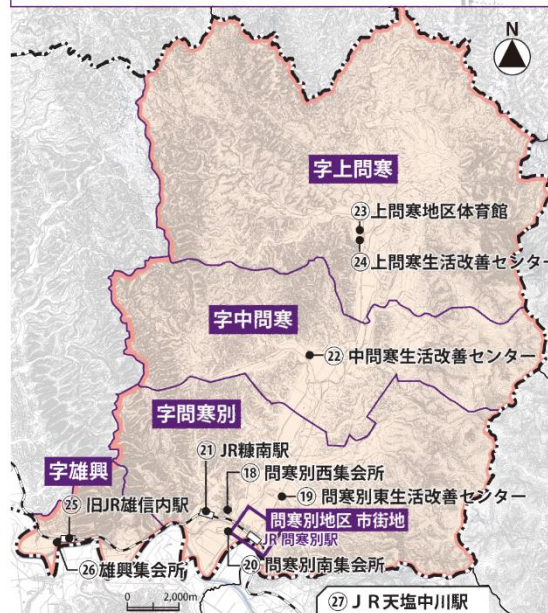 N
字上問寒
㉓上問寒地区体育館
㉔上問寒生活改善センター
字中問寒
㉒中問寒生活改善センター
字問寒別
㉑JR糠南駅
字雄興
⑱問寒別西集会所
㉕旧JR雄信内駅
⑲問寒別東生活改善センター
問寒別地区 市街地
JR問寒別駅
㉖雄興集会所
⑳問寒別南集会所
0 2,000m
㉗ＪＲ天塩中川駅